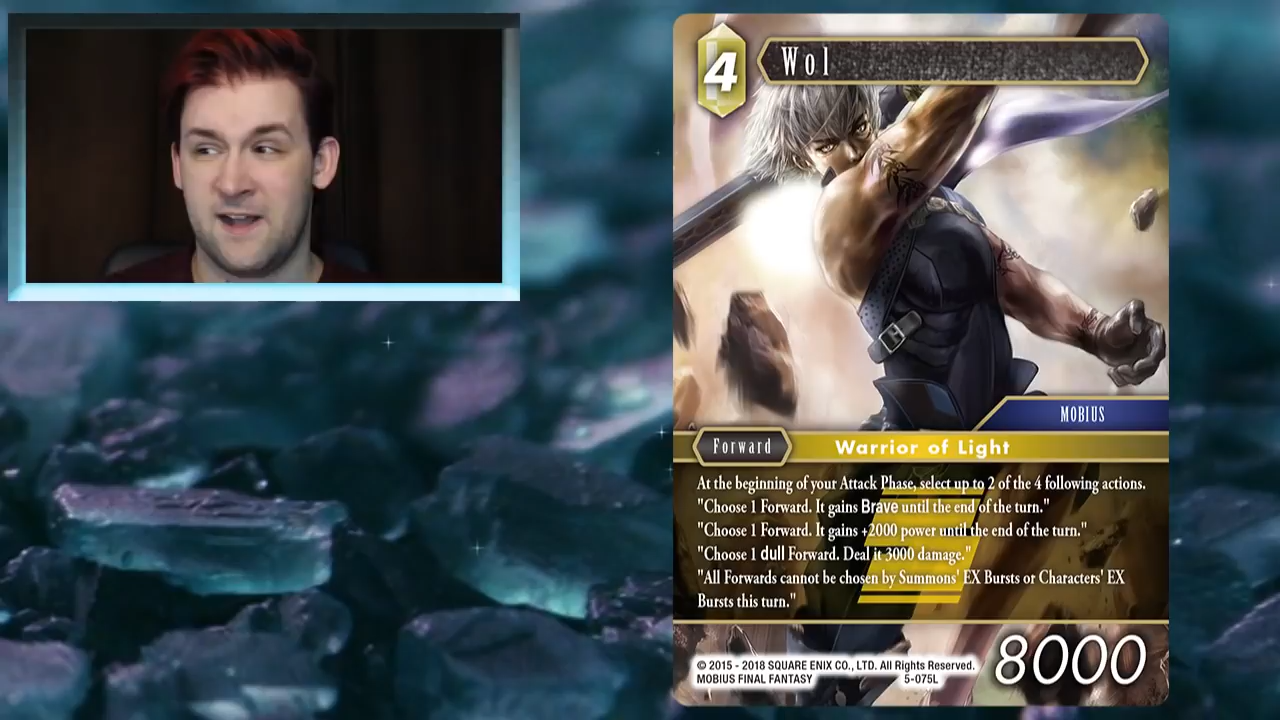 4
Wol
MOBIUS
Forward
Warrior of Light
At the beginning of your Attack Phase, select up to 2 of the 4 following actions.
"Choose 1 Forward. It gains Brave until the end of the turn."
"Choose 1 Forward. It gains +2000 power until the end of the turn."
"Choose 1 dull Forward. Deal it 3000 damage."
"All Forwards cannot be chosen by Summons' EX Bursts or Characters' EX
Bursts this turn."
© 2015 - 2018 SQUARE ENIX CO., LTD. All Rights Reserved.
MOBIUS FINAL FANTASY
5-075L
8000